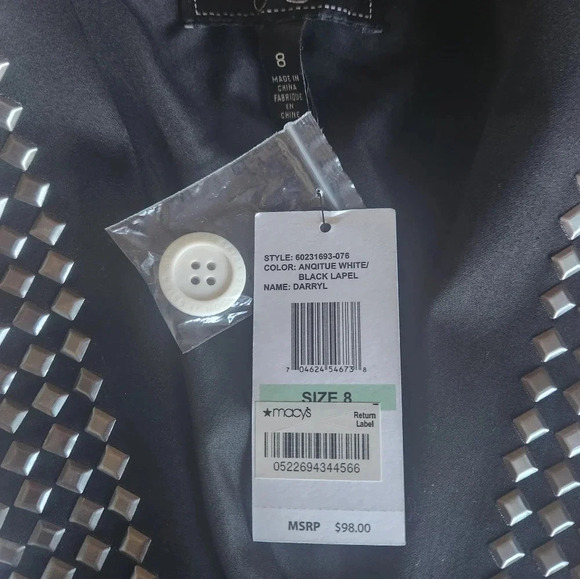 8
MADE IN
CHINA
FABRIQUE
EN
CHINE
STYLE: 60231693-076
COLOR: ANQITUE WHITE/
BLACK LAPEL
NAME: DARRYL
7 04624 54673 8
SIZE 8
★macy's
Return
Label
0522694344566
MSRP $98.00